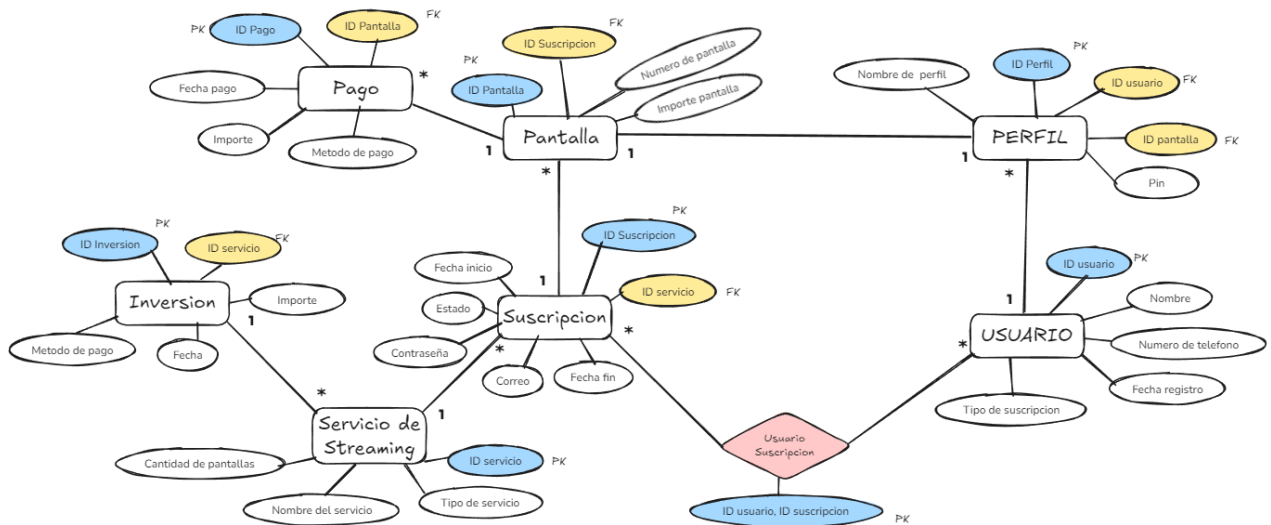 PK
ID Pago
ID Pantalla
FK
Fecha pago
Pago
*
Importe
Metodo de pago
PK
ID Pantalla
ID Suscripcion
FK
Numero de pantalla
Importe pantalla
Pantalla
1
1
*
Nombre de perfil
PK
ID Perfil
ID usuario
FK
PERFIL
1
*
ID pantalla
FK
Pin
PK
ID Inversion
ID servicio
FK
Inversion
Importe
1
Metodo de pago
Fecha
PK
ID Suscripcion
Fecha inicio
1
ID servicio
FK
Estado
Suscripcion
*
Contraseña
*
Correo
Fecha fin
ID usuario
PK
1
Nombre
USUARIO
*
Numero de telefono
Fecha registro
Tipo de suscripcion
*
1
Servicio de
Streaming
Cantidad de pantallas
ID servicio
PK
Nombre del servicio
Tipo de servicio
Usuario
Suscripcion
ID usuario, ID suscripcion
PK